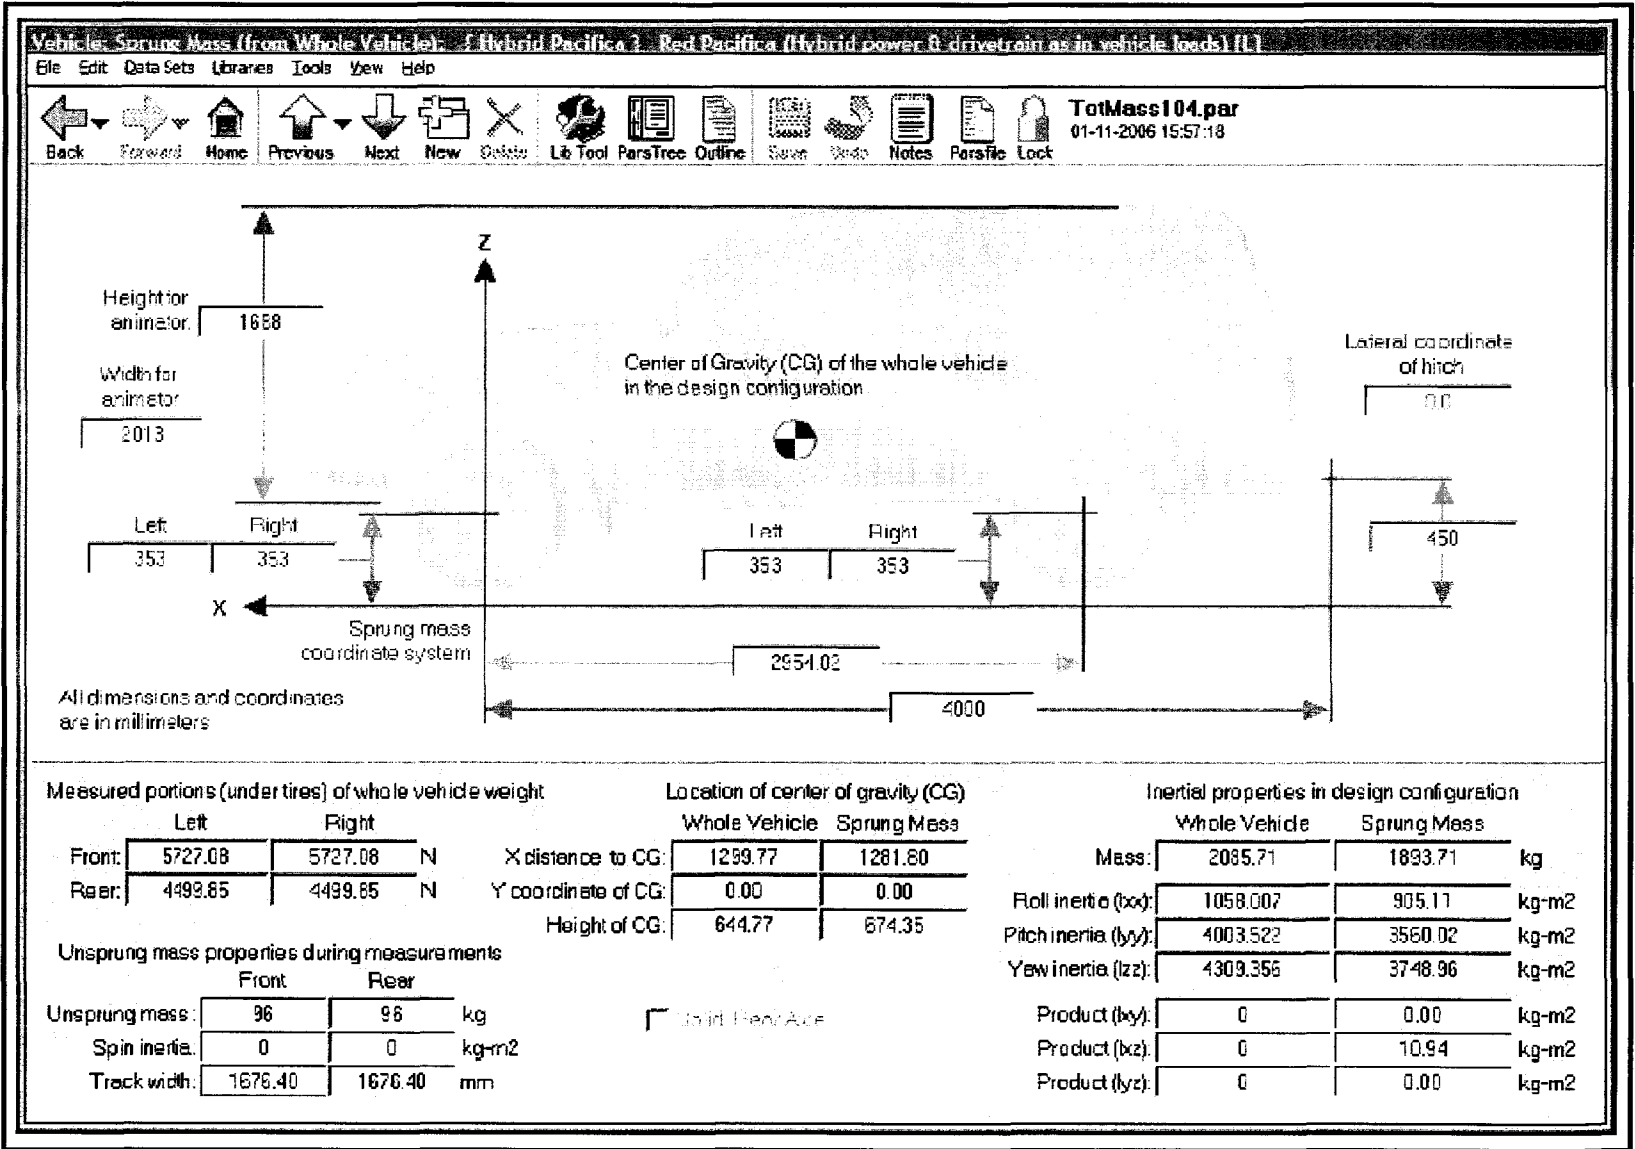 Vehicle: Sprung Mass (from Whole Vehicle): { Hybrid Pacifica } Red Pacifica (Hybrid power & drivetrain as in vehicle loads) [L]
File Edit Data Sets Libraries Tools View Help
Back Forward Home Previous Next New Delete Lib Tool ParsTree Outline Save Undo Notes Parsfile Lock
TotMass104.par
01-11-2006 15:57:18
Z
Height for
animator:
1688
Width for
animator
2013
Center of Gravity (CG) of the whole vehicle
in the design configuration
Lateral coordinate
of hitch
0.0
Left Right
353 353
Left Right
353 353
450
X
Sprung mass
coordinate system
2954.03
4000
All dimensions and coordinates
are in millimeters
Measured portions (under tires) of whole vehicle weight
Left Right
Front: 5727.08 5727.08 N
Rear: 4499.85 4499.85 N
Location of center of gravity (CG)
Whole Vehicle Sprung Mass
X distance to CG: 1299.77 1281.80
Y coordinate of CG: 0.00 0.00
Height of CG: 644.77 674.35
Inertial properties in design configuration
Whole Vehicle Sprung Mass
Mass: 2085.71 1893.71 kg
Roll inertia (Ixx): 1058.007 905.11 kg-m2
Pitch inertia (Iyy): 4003.522 3560.02 kg-m2
Yaw inertia (Izz): 4309.356 3748.96 kg-m2
Product (Ixy): 0 0.00 kg-m2
Product (Ixz): 0 10.94 kg-m2
Product (Iyz): 0 0.00 kg-m2
Unsprung mass properties during measurements
Front Rear
Unsprung mass: 96 96 kg
Spin inertia: 0 0 kg-m2
Track width: 1676.40 1676.40 mm
Solid Rear Axle